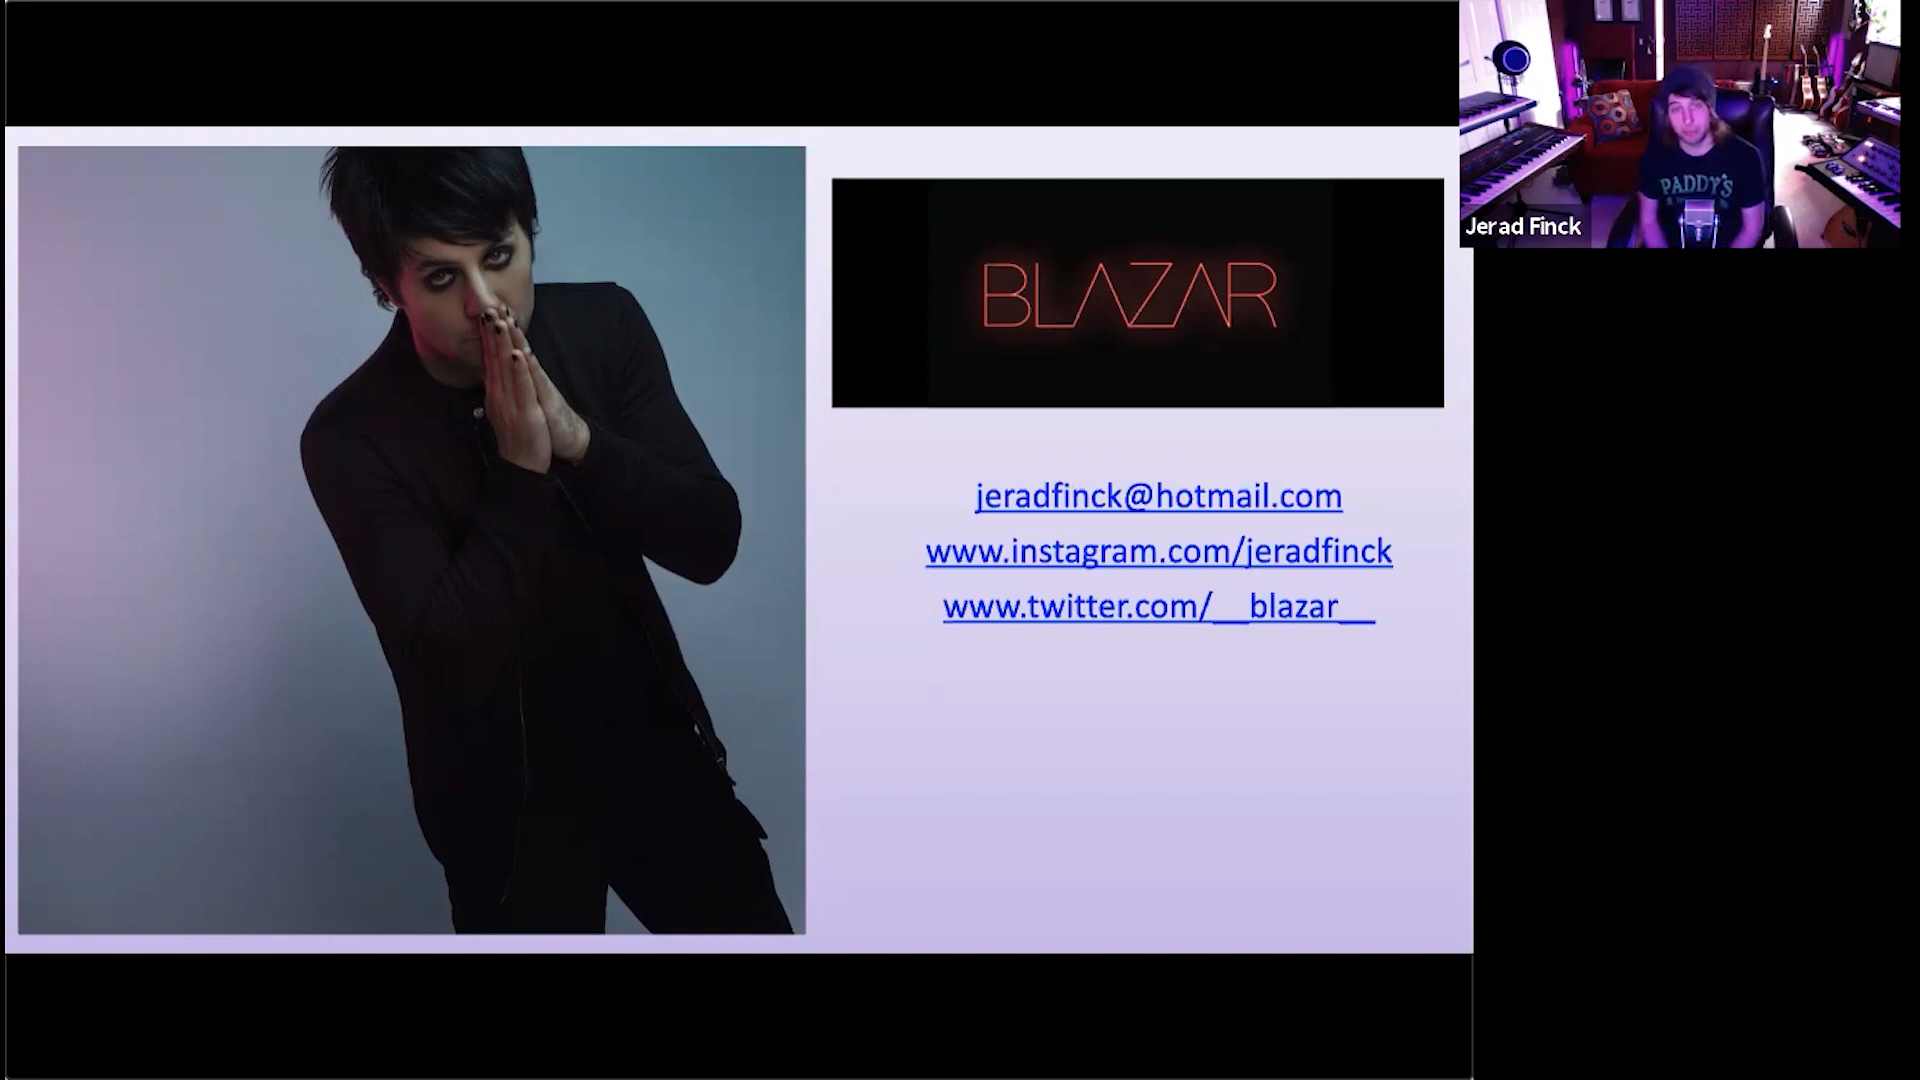 BLAZAR
jeradfinck@hotmail.com
www.instagram.com/jeradfinck
www.twitter.com/__blazar__
PADDY'S
Jerad Finck